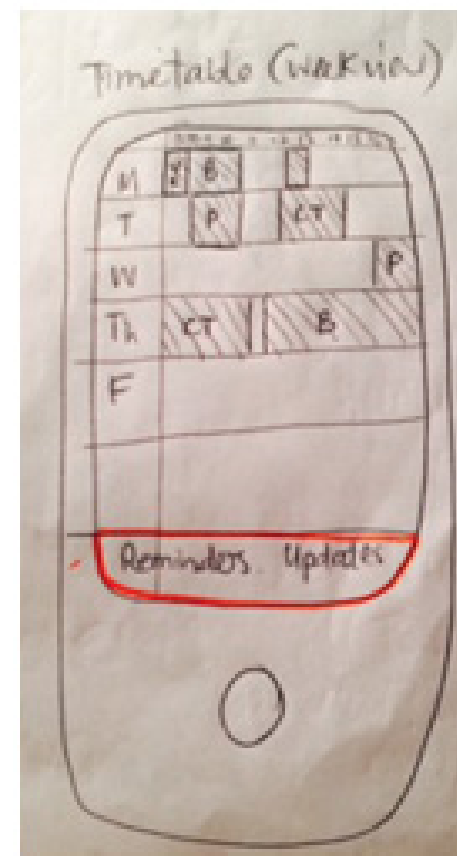 Timetable (week view)
M B
T P CT
W P
Th CT B
F
Reminders Updates